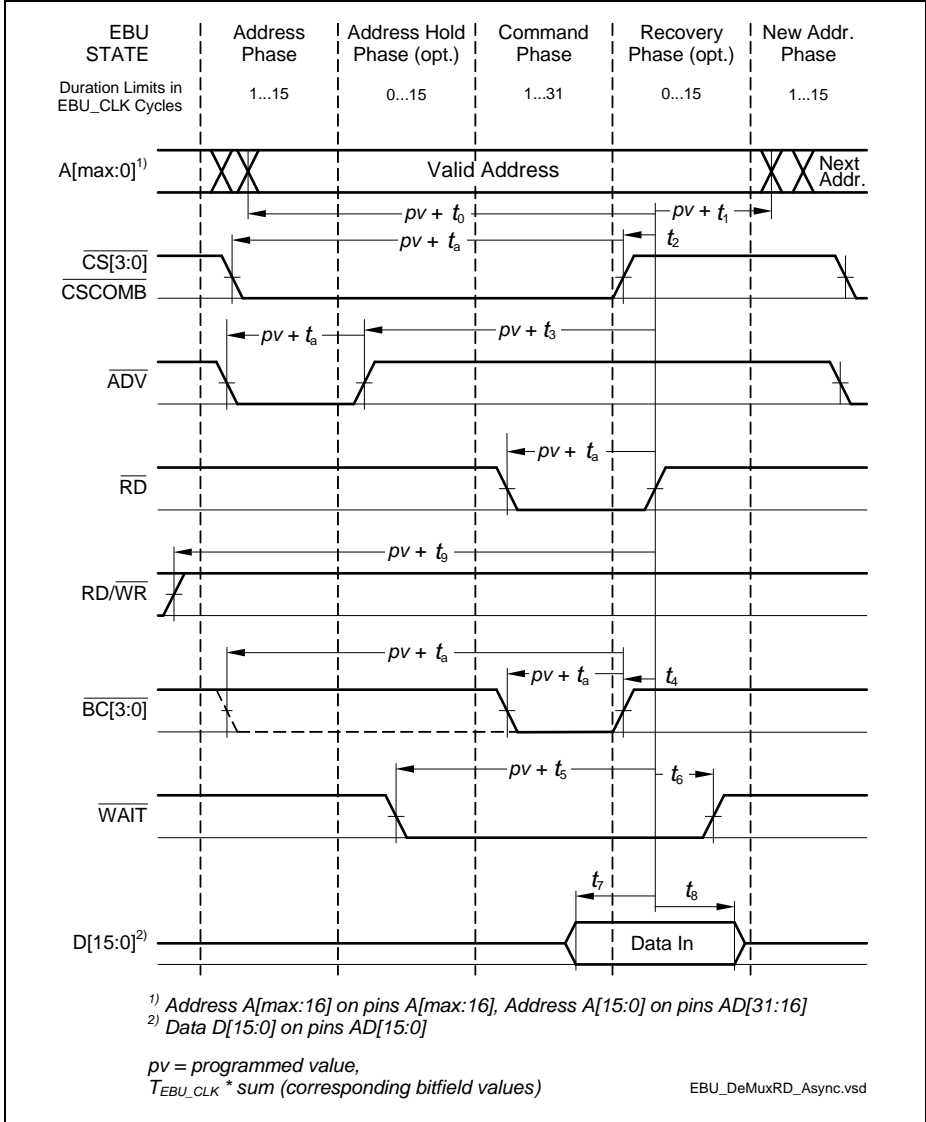 EBU STATE
Address Phase
Address Hold Phase (opt.)
Command Phase
Recovery Phase (opt.)
New Addr. Phase
Duration Limits in EBU_CLK Cycles
1...15
0...15
1...31
0...15
1...15
A[max:0]1)
Valid Address
Next Addr.
pv + t0
pv + t1
pv + ta
t2
CS[3:0]
CSCOMB
pv + ta
pv + t3
ADV
pv + ta
RD
pv + t9
RD/WR
pv + ta
pv + ta
t4
BC[3:0]
pv + t5
t6
WAIT
t7
t8
D[15:0]2)
Data In
1) Address A[max:16] on pins A[max:16], Address A[15:0] on pins AD[31:16]
2) Data D[15:0] on pins AD[15:0]
pv = programmed value,
TEBU_CLK * sum (corresponding bitfield values)
EBU_DeMuxRD_Async.vsd